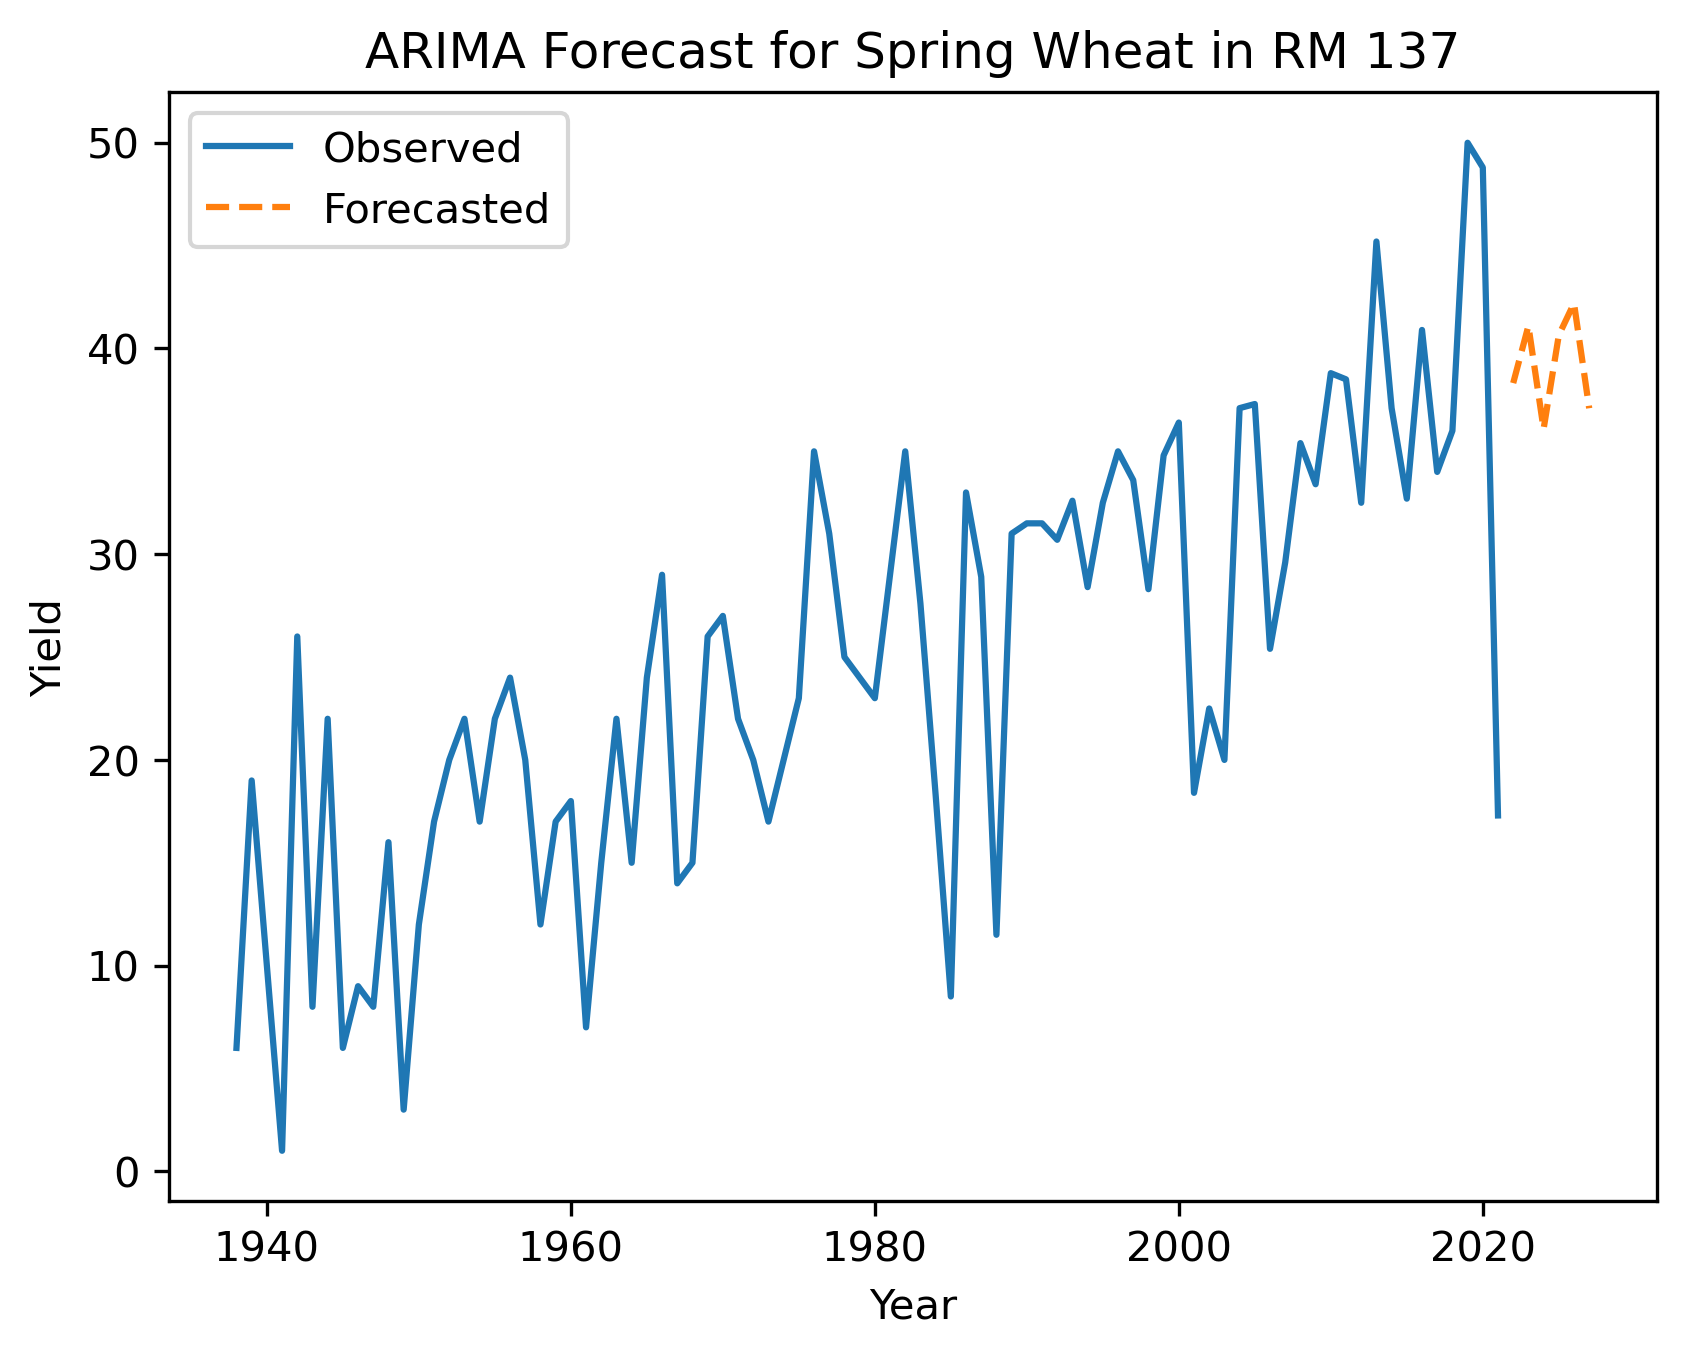 ARIMA Forecast for Spring Wheat in RM 137
Observed
Forecasted
50
40
30
20
10
0
Yield
1940 1960 1980 2000 2020
Year